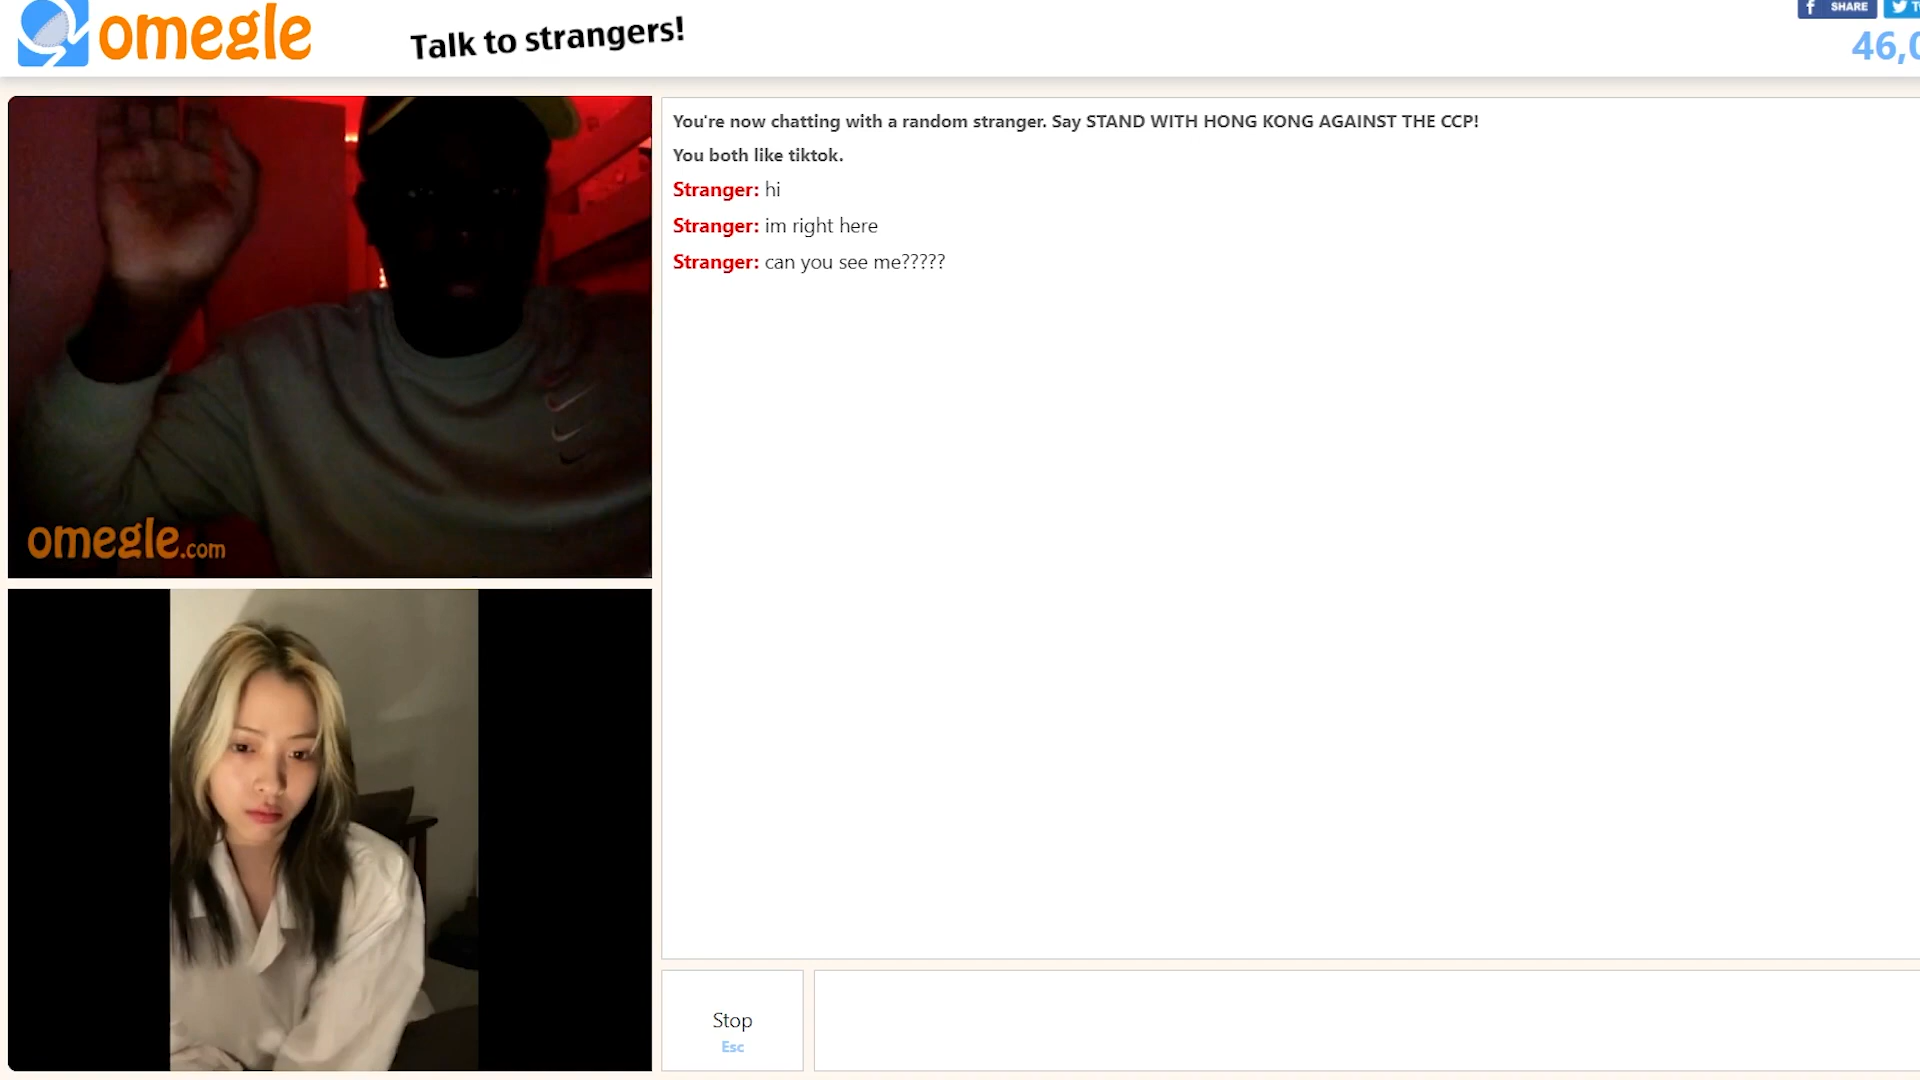 omegle
Talk to strangers!
SHARE
46,0
You're now chatting with a random stranger. Say STAND WITH HONG KONG AGAINST THE CCP!
You both like tiktok.
Stranger: hi
Stranger: im right here
Stranger: can you see me?????
omegle.com
Stop
Esc